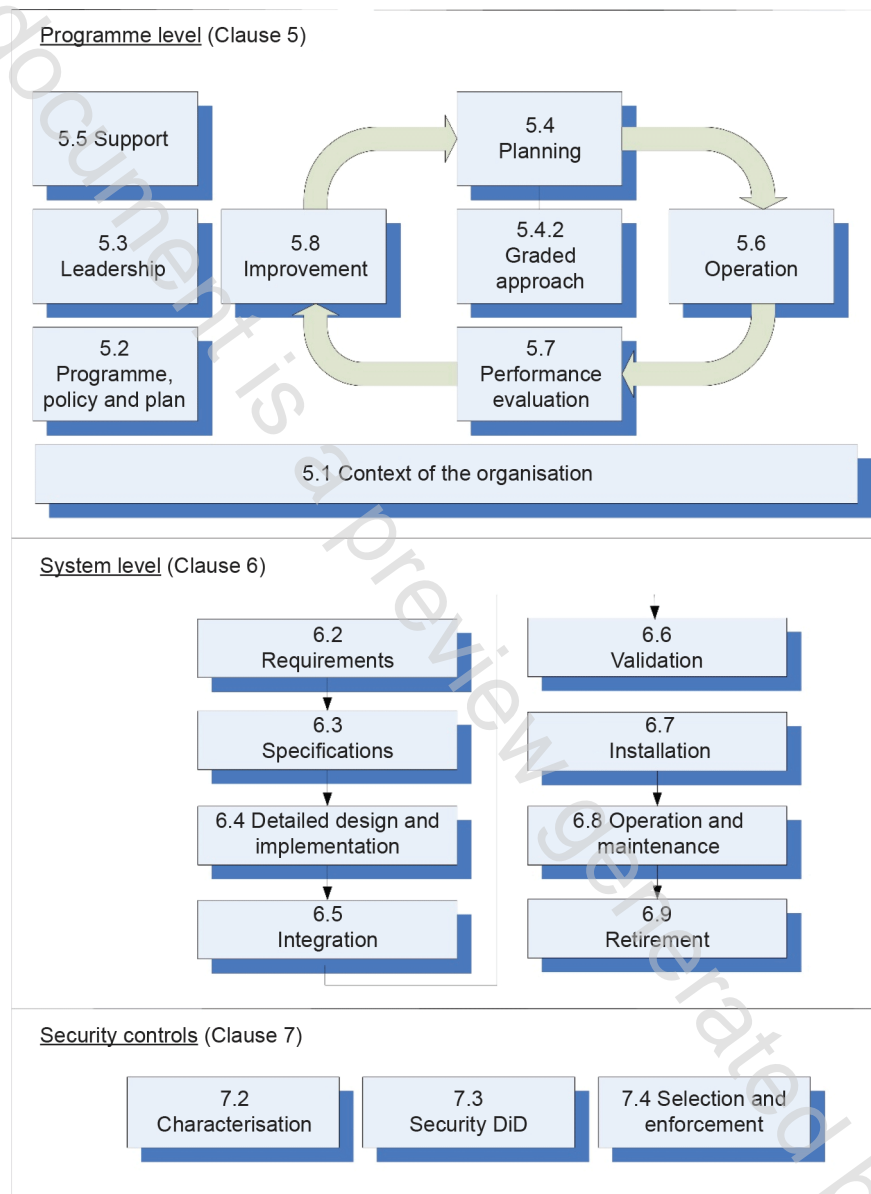 Programme level (Clause 5)
5.5 Support
5.4
Planning
5.3
Leadership
5.8
Improvement
5.4.2
Graded
approach
5.6
Operation
5.2
Programme,
policy and plan
5.7
Performance
evaluation
5.1 Context of the organisation
System level (Clause 6)
6.2
Requirements
6.3
Specifications
6.4 Detailed design and
implementation
6.5
Integration
6.6
Validation
6.7
Installation
6.8 Operation and
maintenance
6.9
Retirement
Security controls (Clause 7)
7.2
Characterisation
7.3
Security DiD
7.4 Selection and
enforcement
document is a preview generated b